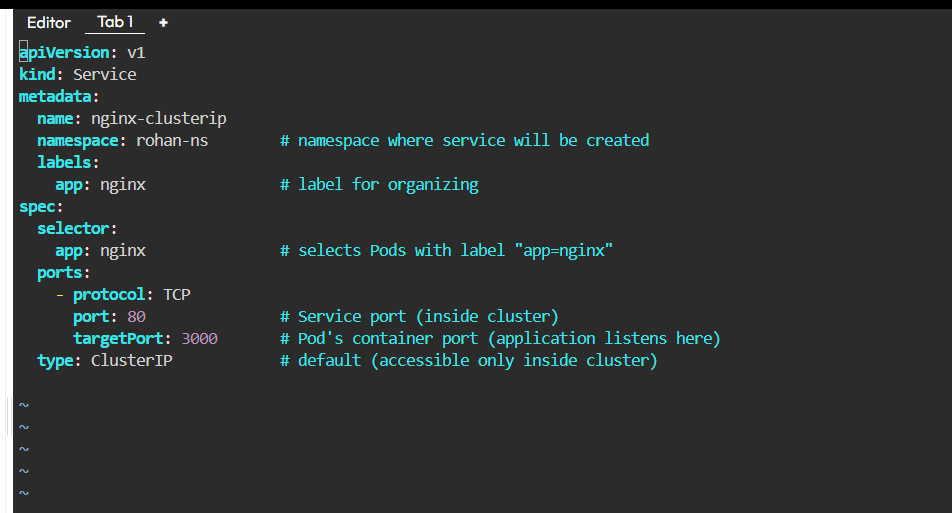 Editor Tab 1 +
apiVersion: v1
kind: Service
metadata:
  name: nginx-clusterip
  namespace: rohan-ns        # namespace where service will be created
  labels:
    app: nginx               # label for organizing
spec:
  selector:
    app: nginx               # selects Pods with label "app=nginx"
  ports:
    - protocol: TCP
      port: 80               # Service port (inside cluster)
      targetPort: 3000       # Pod's container port (application listens here)
  type: ClusterIP            # default (accessible only inside cluster)
~
~
~
~
~